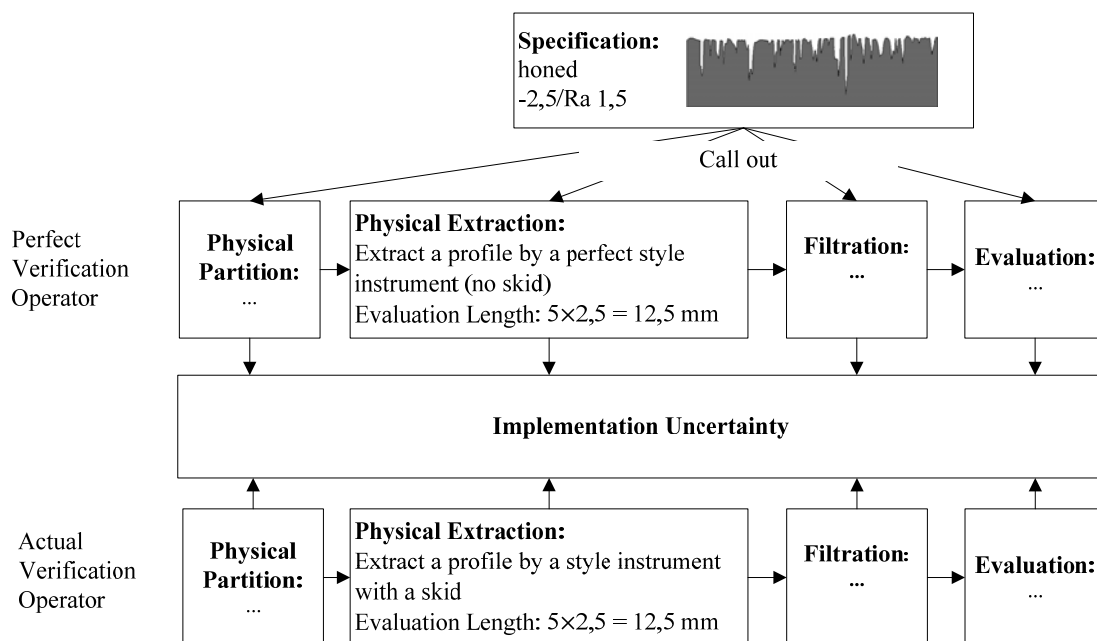 Specification:
honed
-2,5/Ra 1,5
Call out
Perfect
Verification
Operator
Physical
Partition:
...
Physical Extraction:
Extract a profile by a perfect style
instrument (no skid)
Evaluation Length: 5×2,5 = 12,5 mm
Filtration:
...
Evaluation:
...
Implementation Uncertainty
Actual
Verification
Operator
Physical
Partition:
...
Physical Extraction:
Extract a profile by a style instrument
with a skid
Evaluation Length: 5×2,5 = 12,5 mm
Filtration:
...
Evaluation:
...